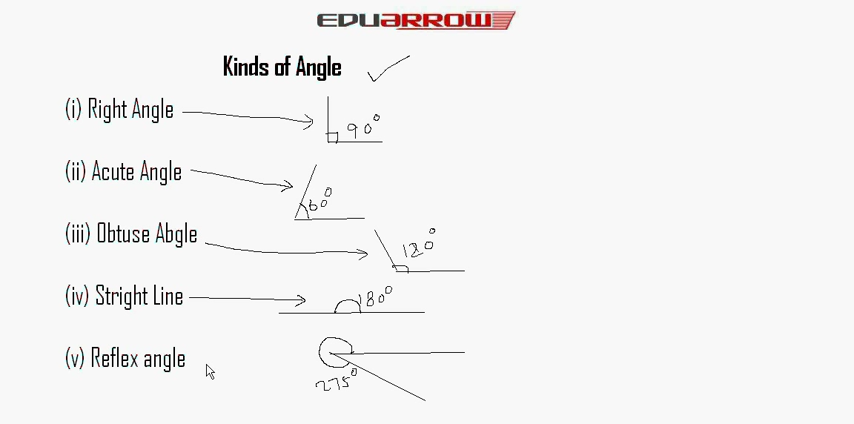 EDUARROW
Kinds of Angle
(i) Right Angle
90°
(ii) Acute Angle
60°
(iii) Obtuse Abgle
120°
(iv) Stright Line
180°
(v) Reflex angle
275°